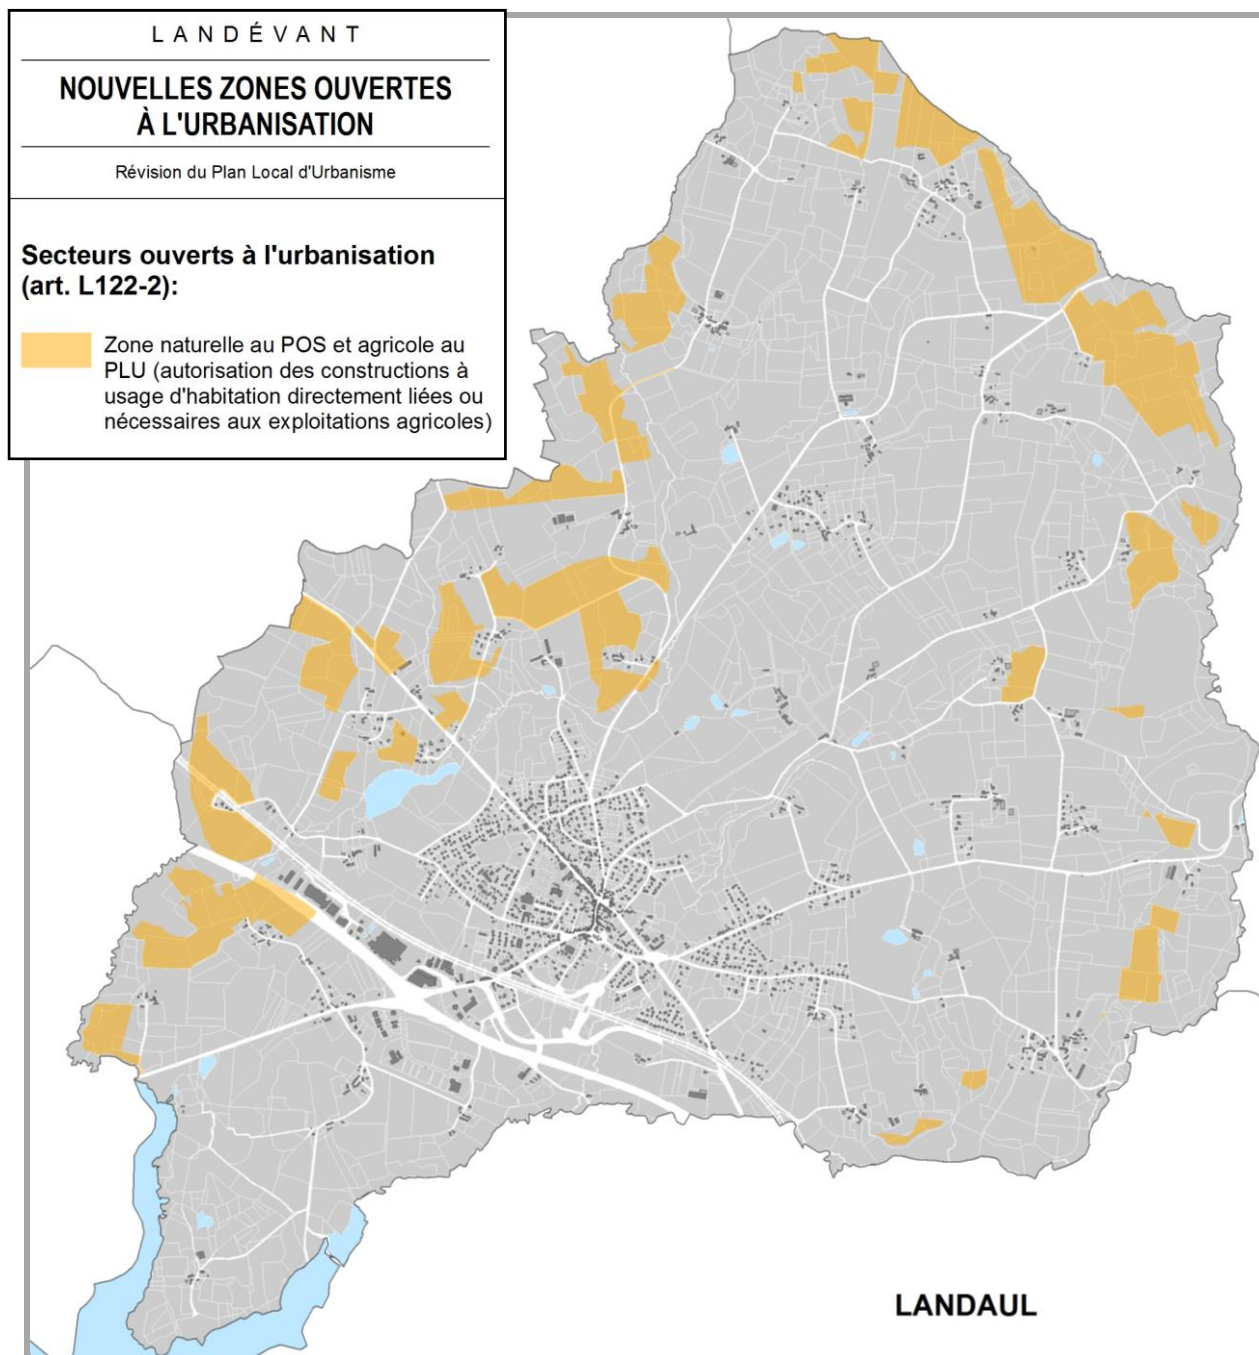 LANDÉVANT
NOUVELLES ZONES OUVERTES
À L'URBANISATION
Révision du Plan Local d'Urbanisme
Secteurs ouverts à l'urbanisation
(art. L122-2):
Zone naturelle au POS et agricole au
PLU (autorisation des constructions à
usage d'habitation directement liées ou
nécessaires aux exploitations agricoles)
LANDAUL